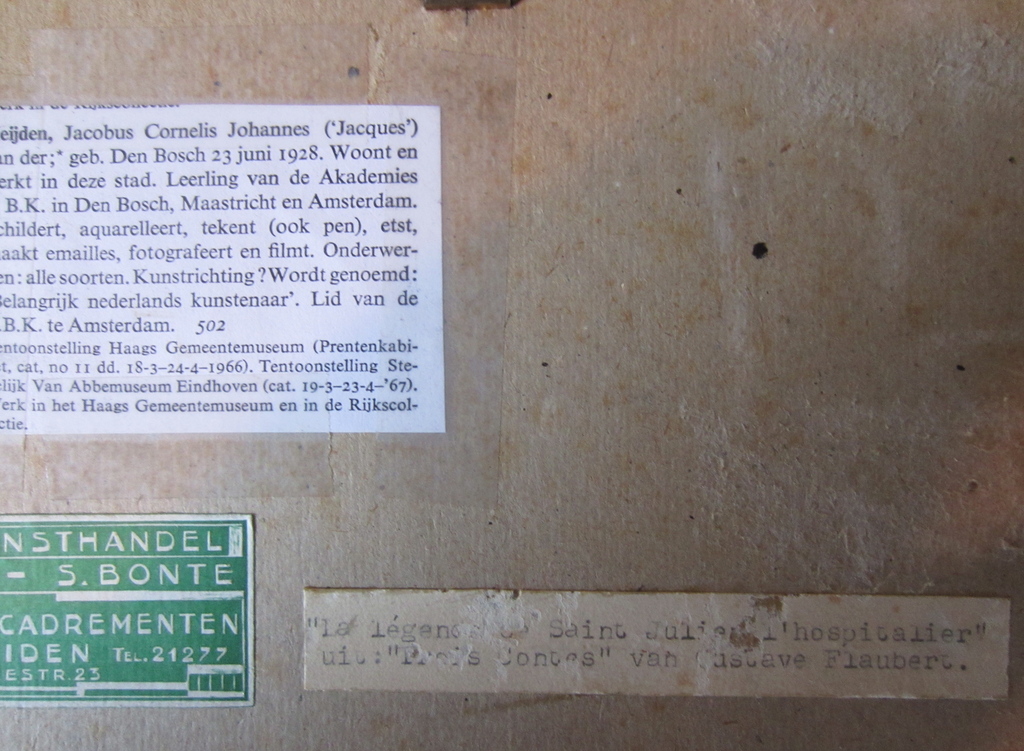 eijden, Jacobus Cornelis Johannes (‘Jacques’)
an der;* geb. Den Bosch 23 juni 1928. Woont en
erkt in deze stad. Leerling van de Akademies
B.K. in Den Bosch, Maastricht en Amsterdam.
childert, aquarelleert, tekent (ook pen), etst,
aakt emailles, fotografeert en filmt. Onderwer-
en: alle soorten. Kunstrichting? Wordt genoemd:
Belangrijk nederlands kunstenaar’. Lid van de
.B.K. te Amsterdam. 502
entoonstelling Haags Gemeentemuseum (Prentenkabi-
t, cat, no 11 dd. 18-3–24-4–1966). Tentoonstelling Ste-
lijk Van Abbemuseum Eindhoven (cat. 19-3–23-4–’67).
erk in het Haags Gemeentemuseum en in de Rijkscol-
ctie.
NSTHANDEL
- S. BONTE
CADREMENTEN
IDEN TEL. 21277
ESTR. 23
"la légende de Saint Julien l'hospitalier"
uit: "Trois Contes" van Gustave Flaubert.